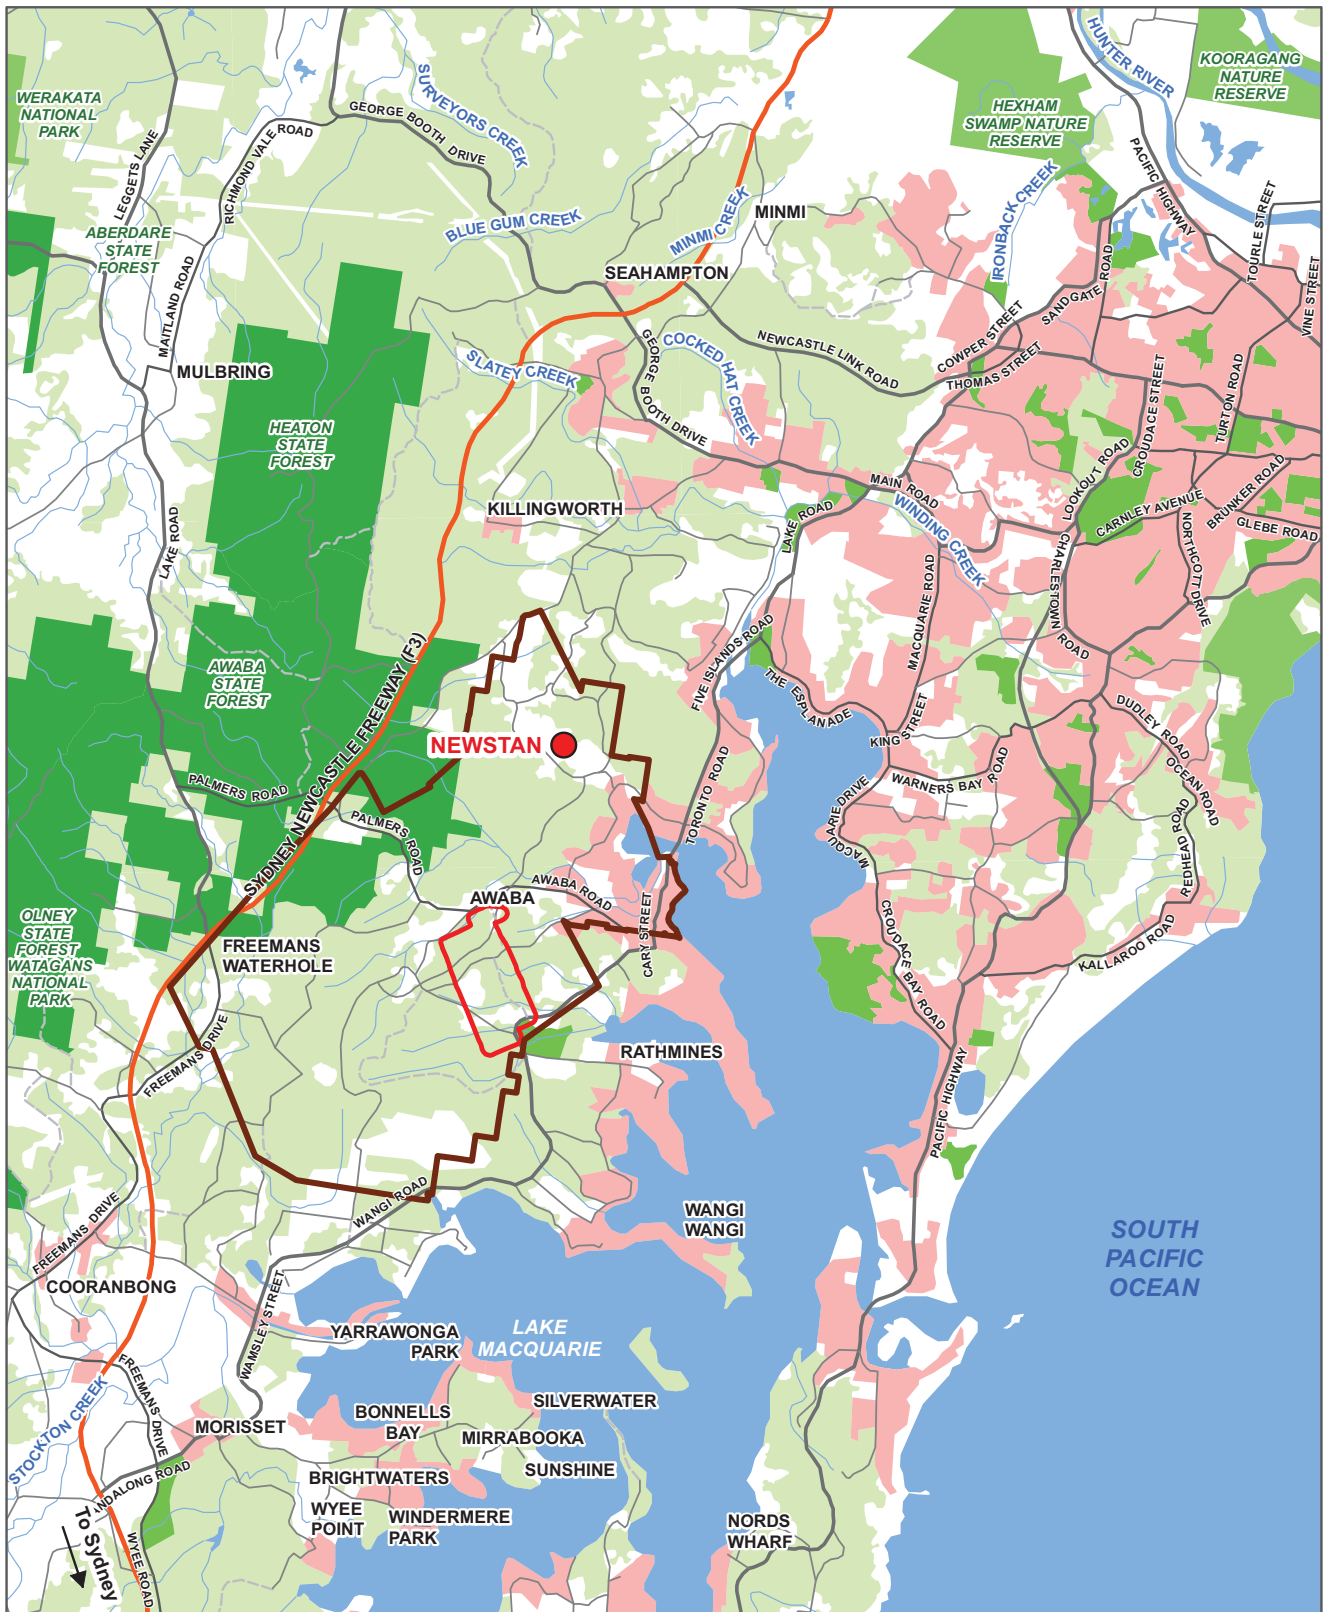 HUNTER RIVER
KOORAGANG
NATURE
RESERVE
WERAKATA
NATIONAL
PARK
SURVEYORS CREEK
HEXHAM
SWAMP NATURE
RESERVE
GEORGE BOOTH DRIVE
RICHMOND VALE ROAD
LEGGETS LANE
PACIFIC HIGHWAY
IRONBACK CREEK
TOURLE STREET
BLUE GUM CREEK
MINMI CREEK
MINMI
ABERDARE
STATE
FOREST
SEAHAMPTON
SANDGATE ROAD
VINE STREET
MAITLAND ROAD
GEORGE BOOTH DRIVE
COCKED HAT CREEK
NEWCASTLE LINK ROAD
COWPER STREET
THOMAS STREET
SLATEY CREEK
MULBRING
CROUDACE STREET
TURTON ROAD
HEATON
STATE
FOREST
LOOKOUT ROAD
MAIN ROAD
BRUNKER ROAD
KILLINGWORTH
LAKE ROAD
WINDING CREEK
CARNLEY AVENUE
GLEBE ROAD
LAKE ROAD
NORTHCOTT DRIVE
CHARLESTOWN ROAD
MACQUARIE ROAD
AWABA
STATE
FOREST
SYDNEY NEWCASTLE FREEWAY (F3)
FIVE ISLANDS ROAD
THE ESPLANADE
KING STREET
DUDLEY ROAD
NEWSTAN
OCEAN ROAD
PALMERS ROAD
WARNERS BAY ROAD
TORONTO ROAD
MACQUARIE DRIVE
PALMERS ROAD
REDHEAD ROAD
AWABA
AWABA ROAD
CARY STREET
OLNEY
STATE
FOREST
WATAGANS
NATIONAL
PARK
FREEMANS
WATERHOLE
CROUDACE BAY ROAD
KALLAROO ROAD
FREEMANS DRIVE
RATHMINES
PACIFIC HIGHWAY
WANGI ROAD
WANGI
WANGI
FREEMANS DRIVE
SOUTH
PACIFIC
OCEAN
COORANBONG
WAMSLEY STREET
YARRAWONGA
PARK
LAKE
MACQUARIE
FREEMANS DRIVE
STOCKTON CREEK
SILVERWATER
BONNELLS
BAY
MORISSET
MIRRABOOKA
SUNSHINE
BRIGHTWATERS
WYEE
POINT
WINDERMERE
PARK
NORDS
WHARF
To Sydney
WYEE ROAD